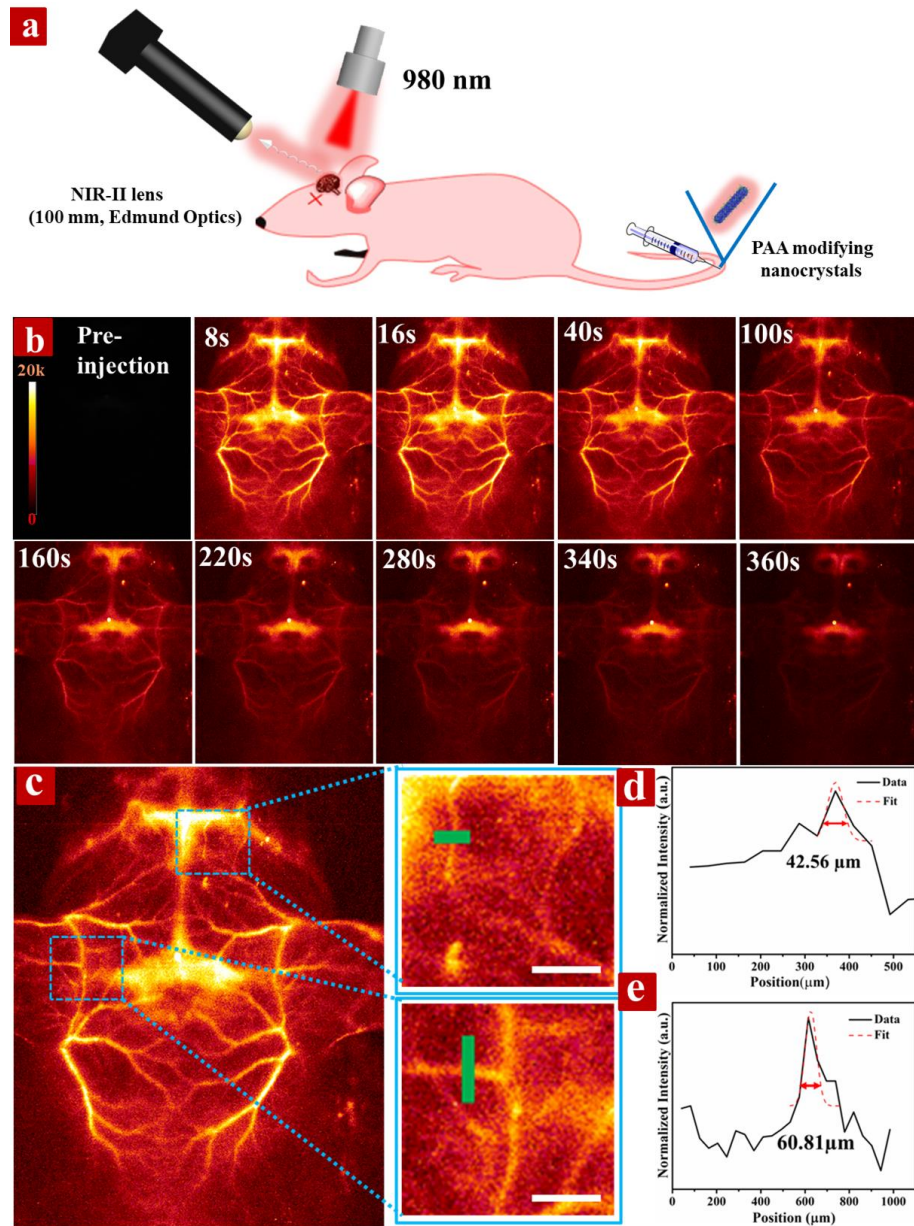 a
980 nm
NIR-II lens
(100 mm, Edmund Optics)
PAA modifying
nanocrystals
b
Pre-
injection
20k
0
8s
16s
40s
100s
160s
220s
280s
340s
360s
c
d
Normalized Intensity (a.u.)
Data
Fit
42.56 μm
0 100 200 300 400 500
Position(μm)
e
Normalized Intensity (a.u.)
Data
Fit
60.81μm
0 200 400 600 800 1000
Position (μm)